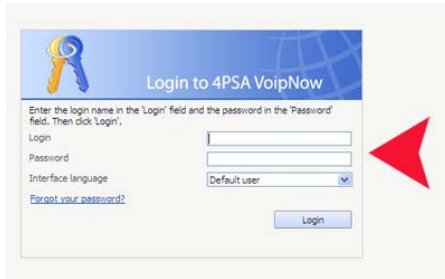 Login to 4PSA VoipNow
Enter the login name in the 'Login' field and the password in the 'Password'
field. Then click 'Login'.
Login
Password
Interface language
Default user
Forgot your password?
Login